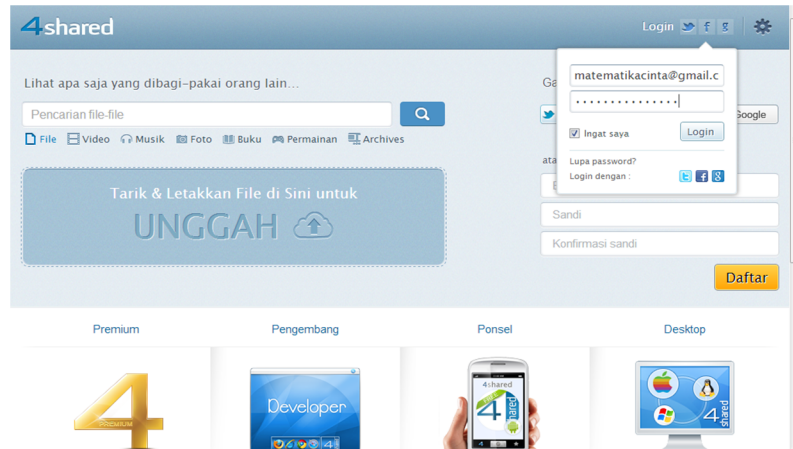 4shared
Login
Lihat apa saja yang dibagi-pakai orang lain...
Pencarian file-file
File Video Musik Foto Buku Permainan Archives
Tarik & Letakkan File di Sini untuk
UNGGAH
matematikacinta@gmail.c
Ingat saya
Login
Lupa password?
Login dengan :
Sandi
Konfirmasi sandi
Daftar
Premium Pengembang Ponsel Desktop
4
PREMIUM
Developer
4shared
4shared
4shared